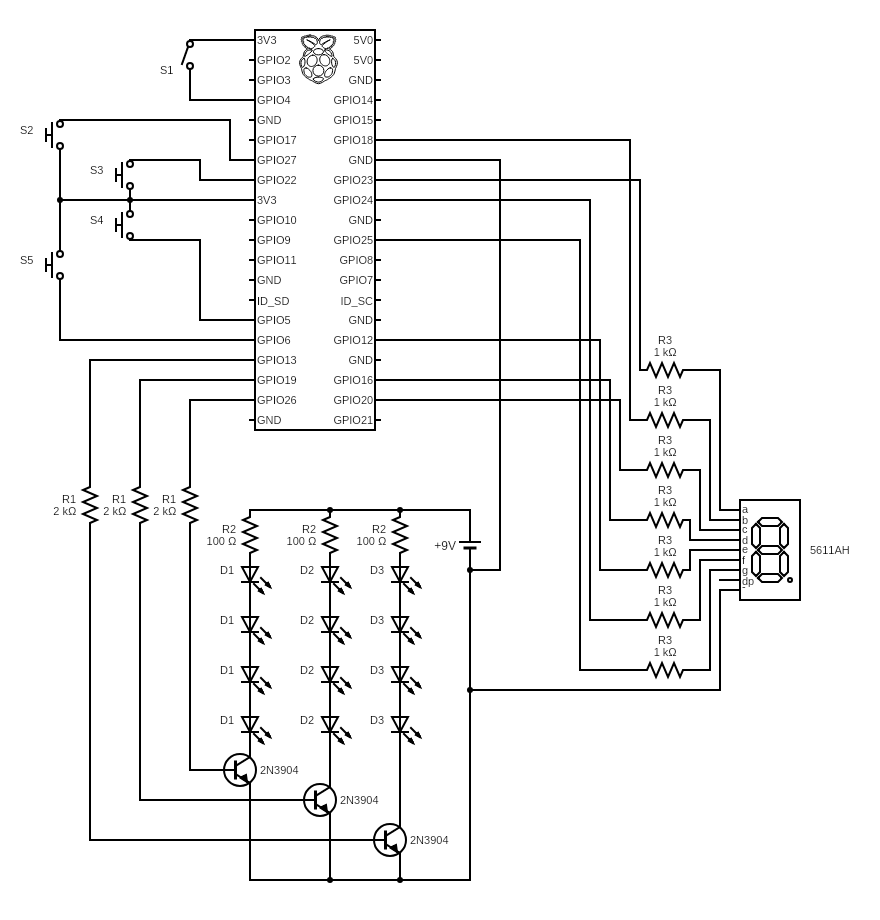 3V3 5V0
GPIO2 5V0
GPIO3 GND
GPIO4 GPIO14
GND GPIO15
GPIO17 GPIO18
GPIO27 GND
GPIO22 GPIO23
3V3 GPIO24
GPIO10 GND
GPIO9 GPIO25
GPIO11 GPIO8
GND GPIO7
ID_SD ID_SC
GPIO5 GND
GPIO6 GPIO12
GPIO13 GND
GPIO19 GPIO16
GPIO26 GPIO20
GND GPIO21
S1
S2
S3
S4
S5
R3
1 kΩ
R3
1 kΩ
R3
1 kΩ
R3
1 kΩ
R3
1 kΩ
R3
1 kΩ
R3
1 kΩ
a
b
c
d
e
f
g
dp
-
5611AH
R1
2 kΩ
R1
2 kΩ
R1
2 kΩ
R2
100 Ω
R2
100 Ω
R2
100 Ω
+9V
D1 D2 D3
D1 D2 D3
D1 D2 D3
D1 D2 D3
2N3904
2N3904
2N3904